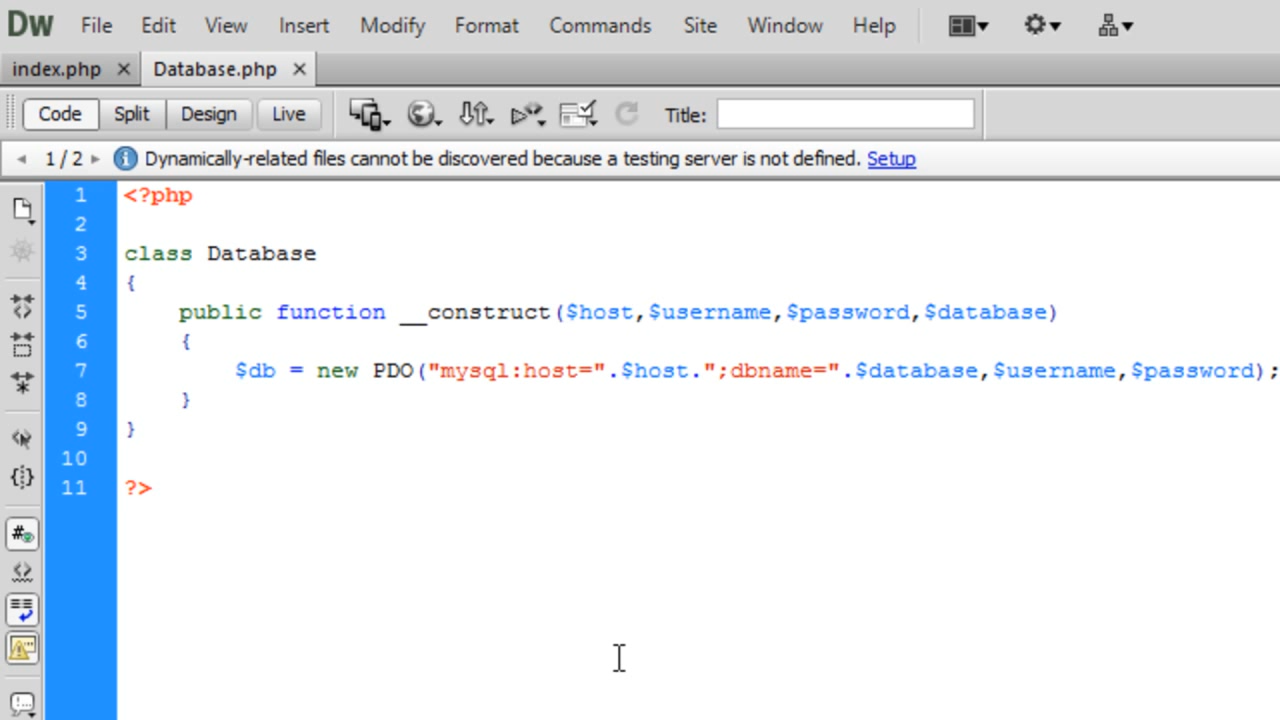 Dw File Edit View Insert Modify Format Commands Site Window Help
index.php Database.php
Code Split Design Live Title:
1 / 2 Dynamically-related files cannot be discovered because a testing server is not defined. Setup
1 <?php
2
3 class Database
4 {
5 public function __construct($host,$username,$password,$database)
6 {
7 $db = new PDO("mysql:host=".$host.";dbname=".$database,$username,$password);
8 }
9 }
10
11 ?>